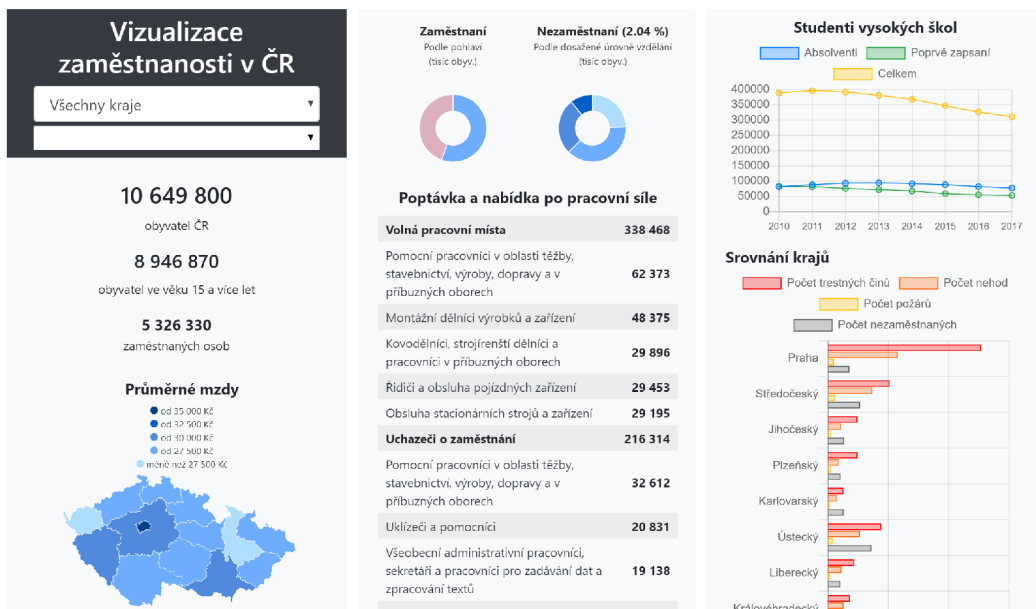 Vizualizace
zaměstnanosti v ČR
Všechny kraje
10 649 800
obyvatel ČR
8 946 870
obyvatel ve věku 15 a více let
5 326 330
zaměstnaných osob
Průměrné mzdy
od 35 000 Kč
od 32 500 Kč
od 30 000 Kč
od 27 500 Kč
méně než 27 500 Kč
Zaměstnaní
Podle pohlaví
(tisíc obyv.)
Nezaměstnaní (2.04 %)
Podle dosažené úrovně vzdělání
(tisíc obyv.)
Poptávka a nabídka po pracovní síle
Volná pracovní místa 338 468
Pomocní pracovníci v oblasti těžby,
stavebnictví, výroby, dopravy a v
příbuzných oborech
62 373
Montážní dělníci výrobků a zařízení 48 375
Kovodělníci, strojírenští dělníci a
pracovníci v příbuzných oborech
29 896
Řidiči a obsluha pojízdných zařízení 29 453
Obsluha stacionárních strojů a zařízení 29 195
Uchazeči o zaměstnání 216 314
Pomocní pracovníci v oblasti těžby,
stavebnictví, výroby, dopravy a v
příbuzných oborech
32 612
Uklízeči a pomocníci 20 831
Všeobecní administrativní pracovníci,
sekretáři a pracovníci pro zadávání dat a
zpracování textů
19 138
Studenti vysokých škol
Absolventi Poprvé zapsaní
Celkem
400000
350000
300000
250000
200000
150000
100000
50000
0
2010 2011 2012 2013 2014 2015 2016 2017
Srovnání krajů
Počet trestných činů Počet nehod
Počet požárů
Počet nezaměstnaných
Praha
Středočeský
Jihočeský
Plzeňský
Karlovarský
Ústecký
Liberecký
Královéhradecký